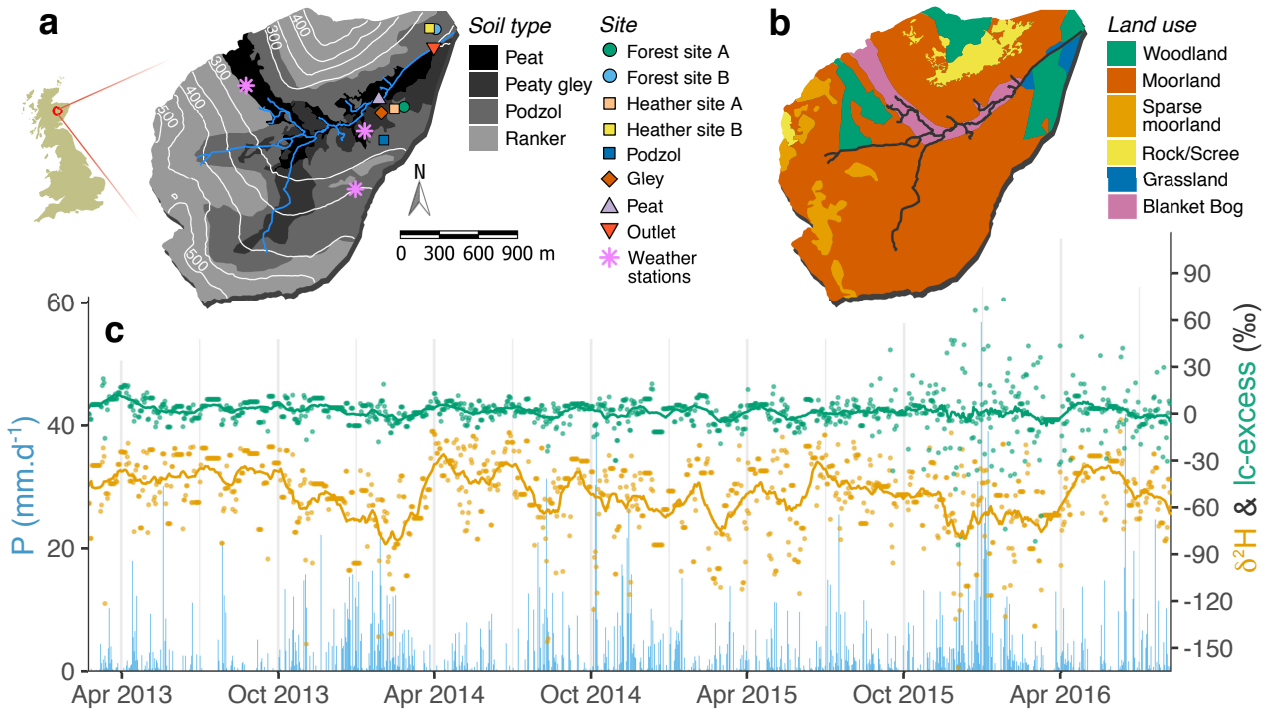 a
Soil type
Peat
Peaty gley
Podzol
Ranker
Site
Forest site A
Forest site B
Heather site A
Heather site B
Podzol
Gley
Peat
Outlet
Weather
stations
300
400
300
400
500
500
N
0 300 600 900 m
b
Land use
Woodland
Moorland
Sparse
moorland
Rock/Scree
Grassland
Blanket Bog
c
P (mm.d⁻¹)
60
40
20
0
90
60
30
0
-30
-60
-90
-120
-150
δ²H & lc-excess (‰)
Apr 2013
Oct 2013
Apr 2014
Oct 2014
Apr 2015
Oct 2015
Apr 2016